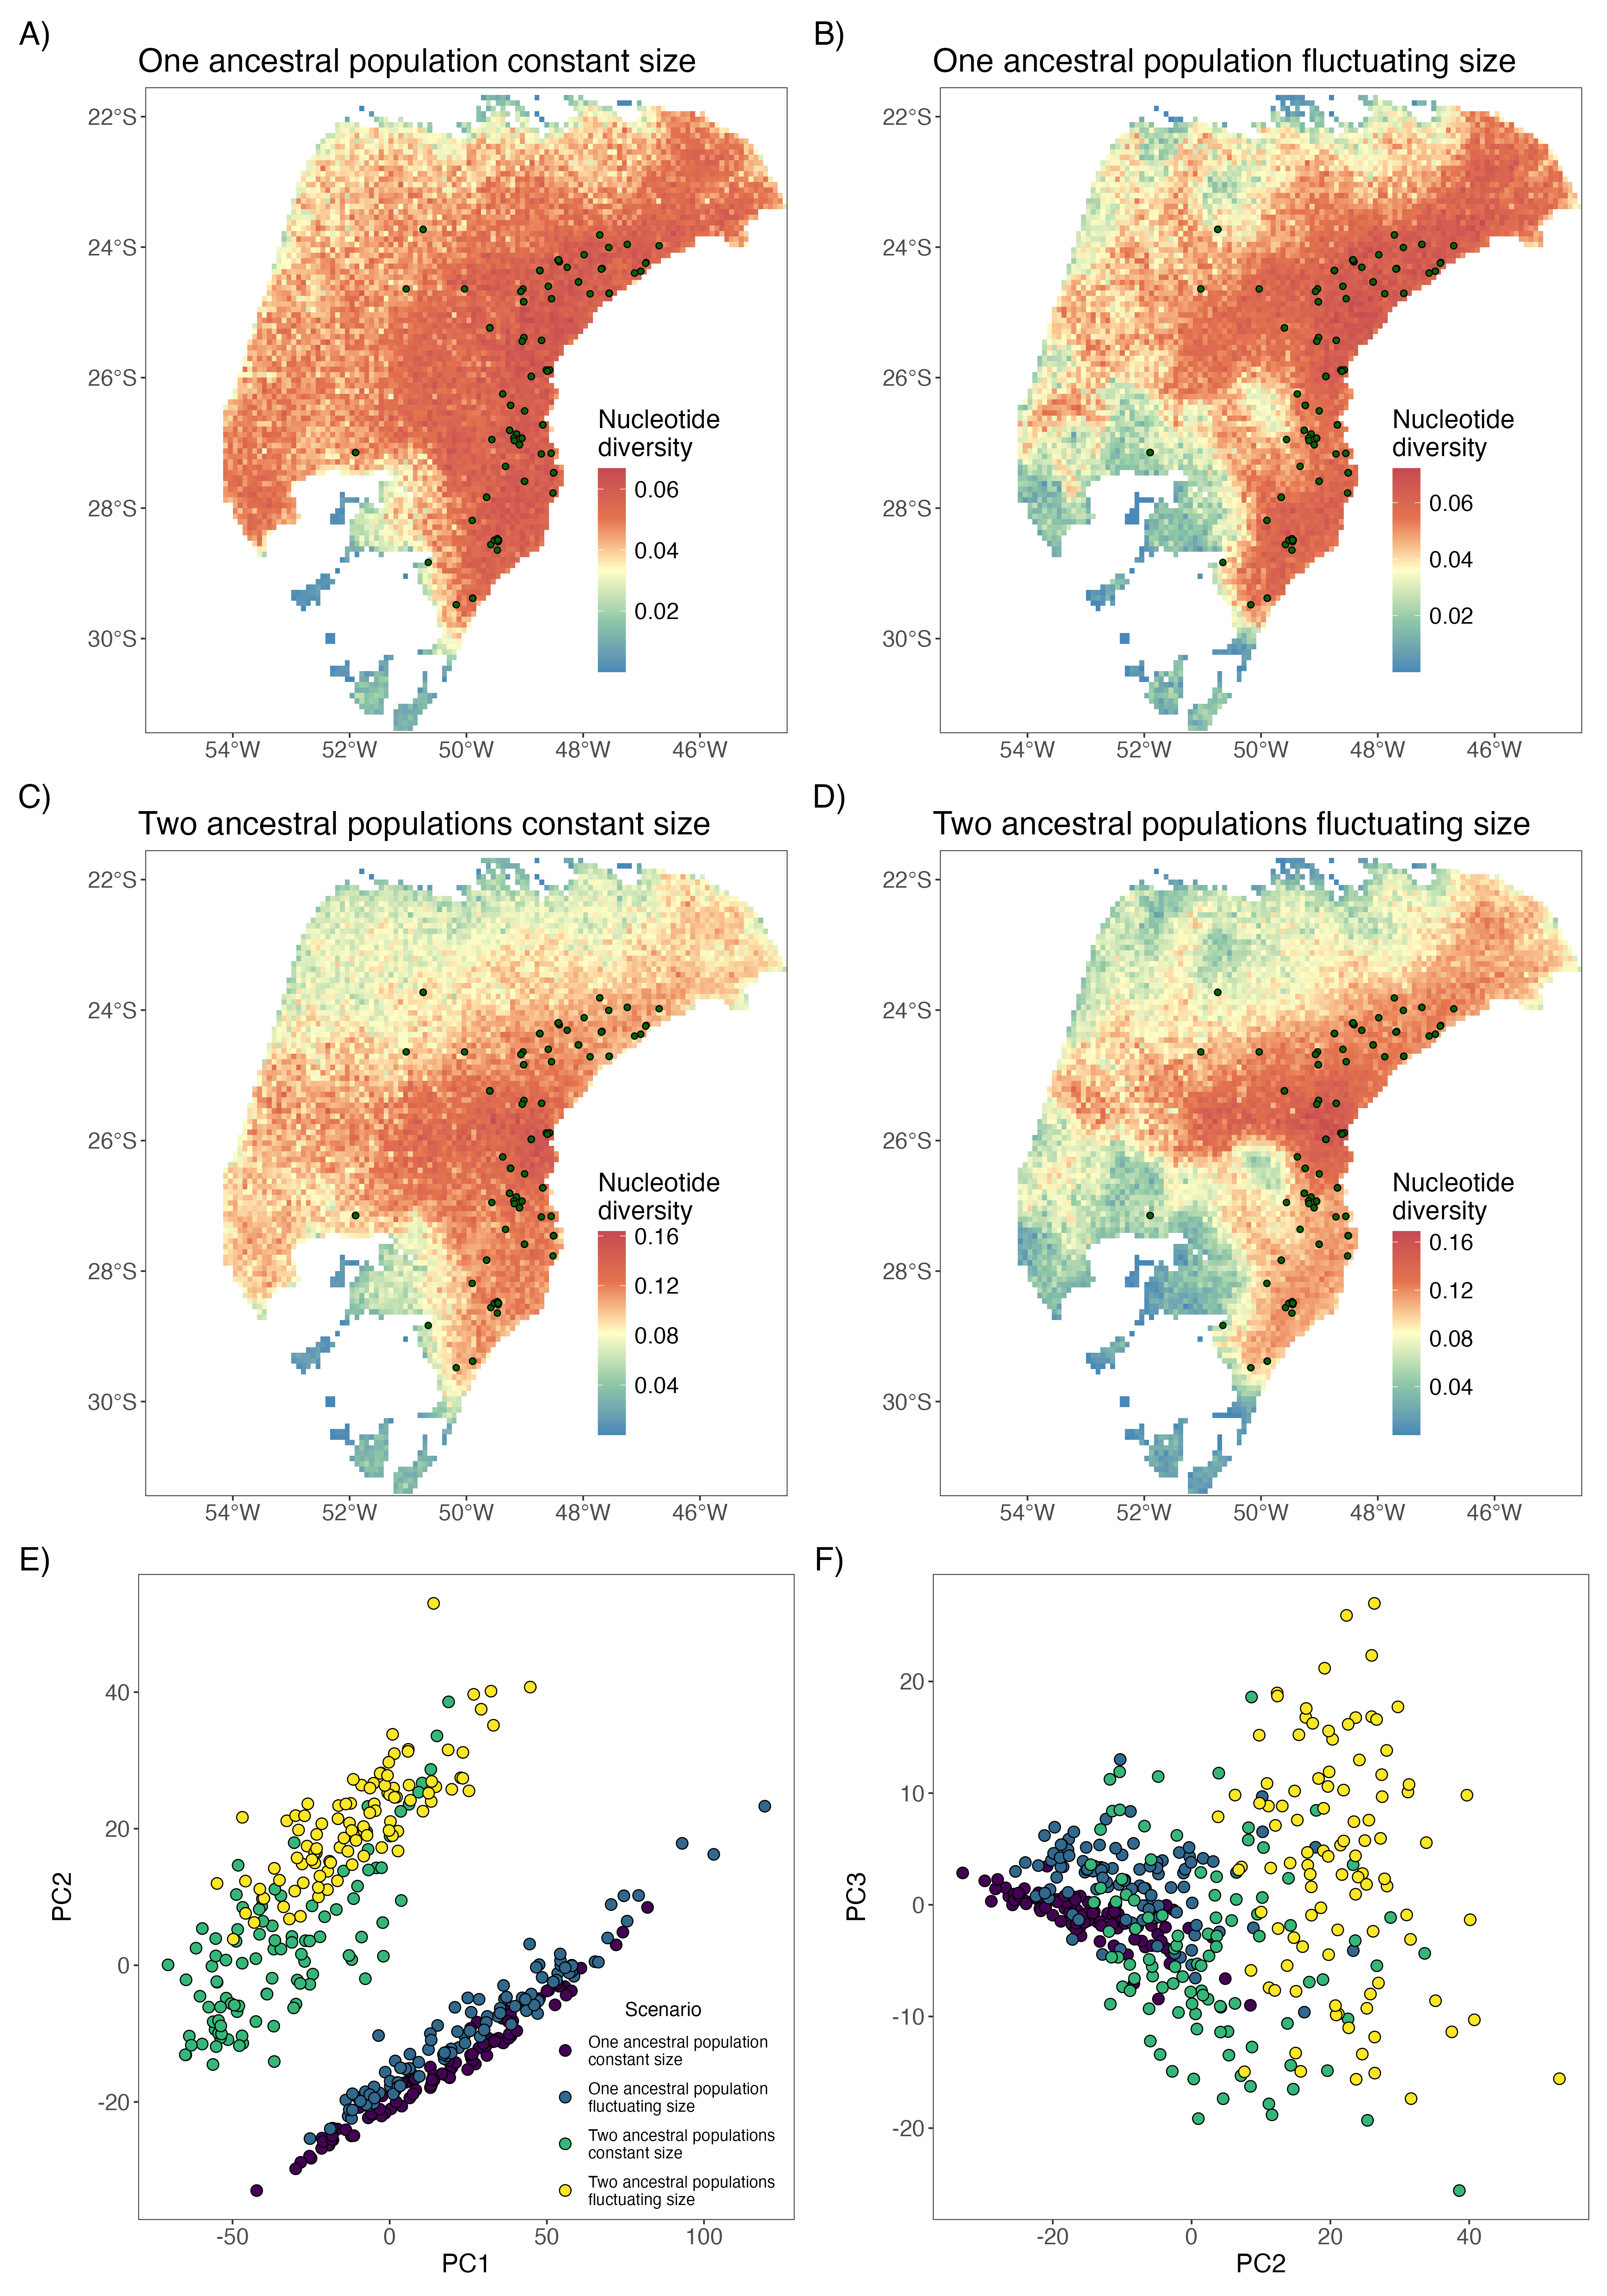 A)
One ancestral population constant size
22°S
24°S
26°S
28°S
30°S
54°W
52°W
50°W
48°W
46°W
Nucleotide
diversity
0.06
0.04
0.02
B)
One ancestral population fluctuating size
22°S
24°S
26°S
28°S
30°S
54°W
52°W
50°W
48°W
46°W
Nucleotide
diversity
0.06
0.04
0.02
C)
Two ancestral populations constant size
22°S
24°S
26°S
28°S
30°S
54°W
52°W
50°W
48°W
46°W
Nucleotide
diversity
0.16
0.12
0.08
0.04
D)
Two ancestral populations fluctuating size
22°S
24°S
26°S
28°S
30°S
54°W
52°W
50°W
48°W
46°W
Nucleotide
diversity
0.16
0.12
0.08
0.04
E)
PC2
40
20
0
-20
-50
0
50
100
PC1
Scenario
One ancestral population
constant size
One ancestral population
fluctuating size
Two ancestral populations
constant size
Two ancestral populations
fluctuating size
F)
PC3
20
10
0
-10
-20
-20
0
20
40
PC2